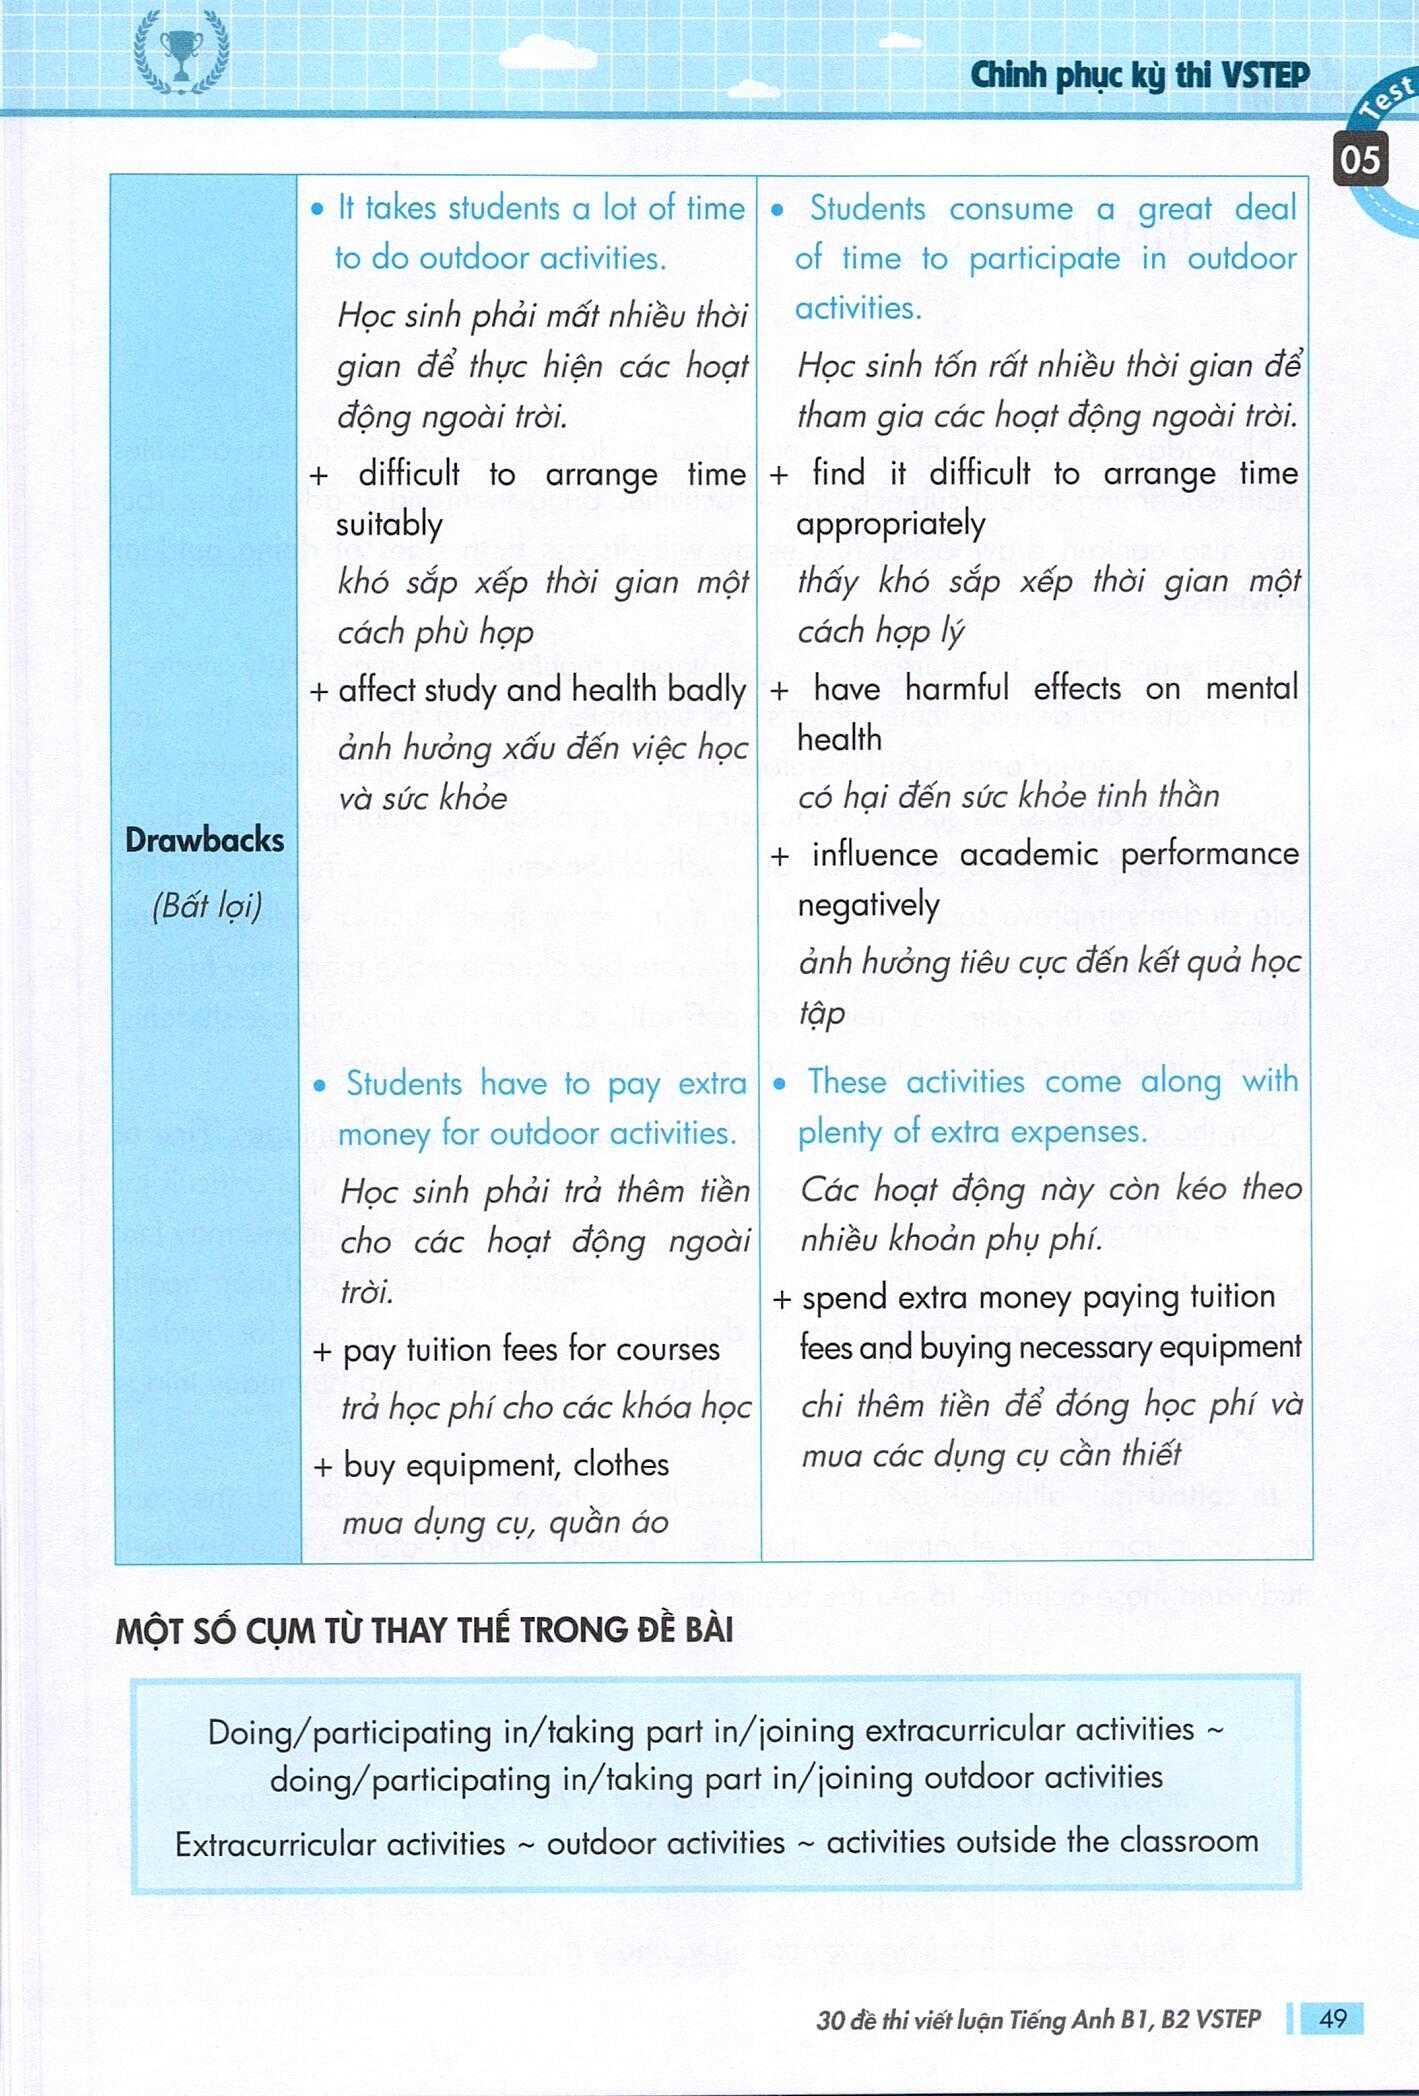 Chinh phục kỳ thi VSTEP
Test
05
Drawbacks
(Bất lợi)
• It takes students a lot of time
to do outdoor activities.
Học sinh phải mất nhiều thời
gian để thực hiện các hoạt
động ngoài trời.
+ difficult to arrange time
suitably
khó sắp xếp thời gian một
cách phù hợp
+ affect study and health badly
ảnh hưởng xấu đến việc học
và sức khỏe
• Students have to pay extra
money for outdoor activities.
Học sinh phải trả thêm tiền
cho các hoạt động ngoài
trời.
+ pay tuition fees for courses
trả học phí cho các khóa học
+ buy equipment, clothes
mua dụng cụ, quần áo
• Students consume a great deal
of time to participate in outdoor
activities.
Học sinh tốn rất nhiều thời gian để
tham gia các hoạt động ngoài trời.
+ find it difficult to arrange time
appropriately
thấy khó sắp xếp thời gian một
cách hợp lý
+ have harmful effects on mental
health
có hại đến sức khỏe tinh thần
+ influence academic performance
negatively
ảnh hưởng tiêu cực đến kết quả học
tập
• These activities come along with
plenty of extra expenses.
Các hoạt động này còn kéo theo
nhiều khoản phụ phí.
+ spend extra money paying tuition
fees and buying necessary equipment
chi thêm tiền để đóng học phí và
mua các dụng cụ cần thiết
MỘT SỐ CỤM TỪ THAY THẾ TRONG ĐỀ BÀI
Doing/participating in/taking part in/joining extracurricular activities ~
doing/participating in/taking part in/joining outdoor activities
Extracurricular activities ~ outdoor activities ~ activities outside the classroom
30 đề thi viết luận Tiếng Anh B1, B2 VSTEP
49